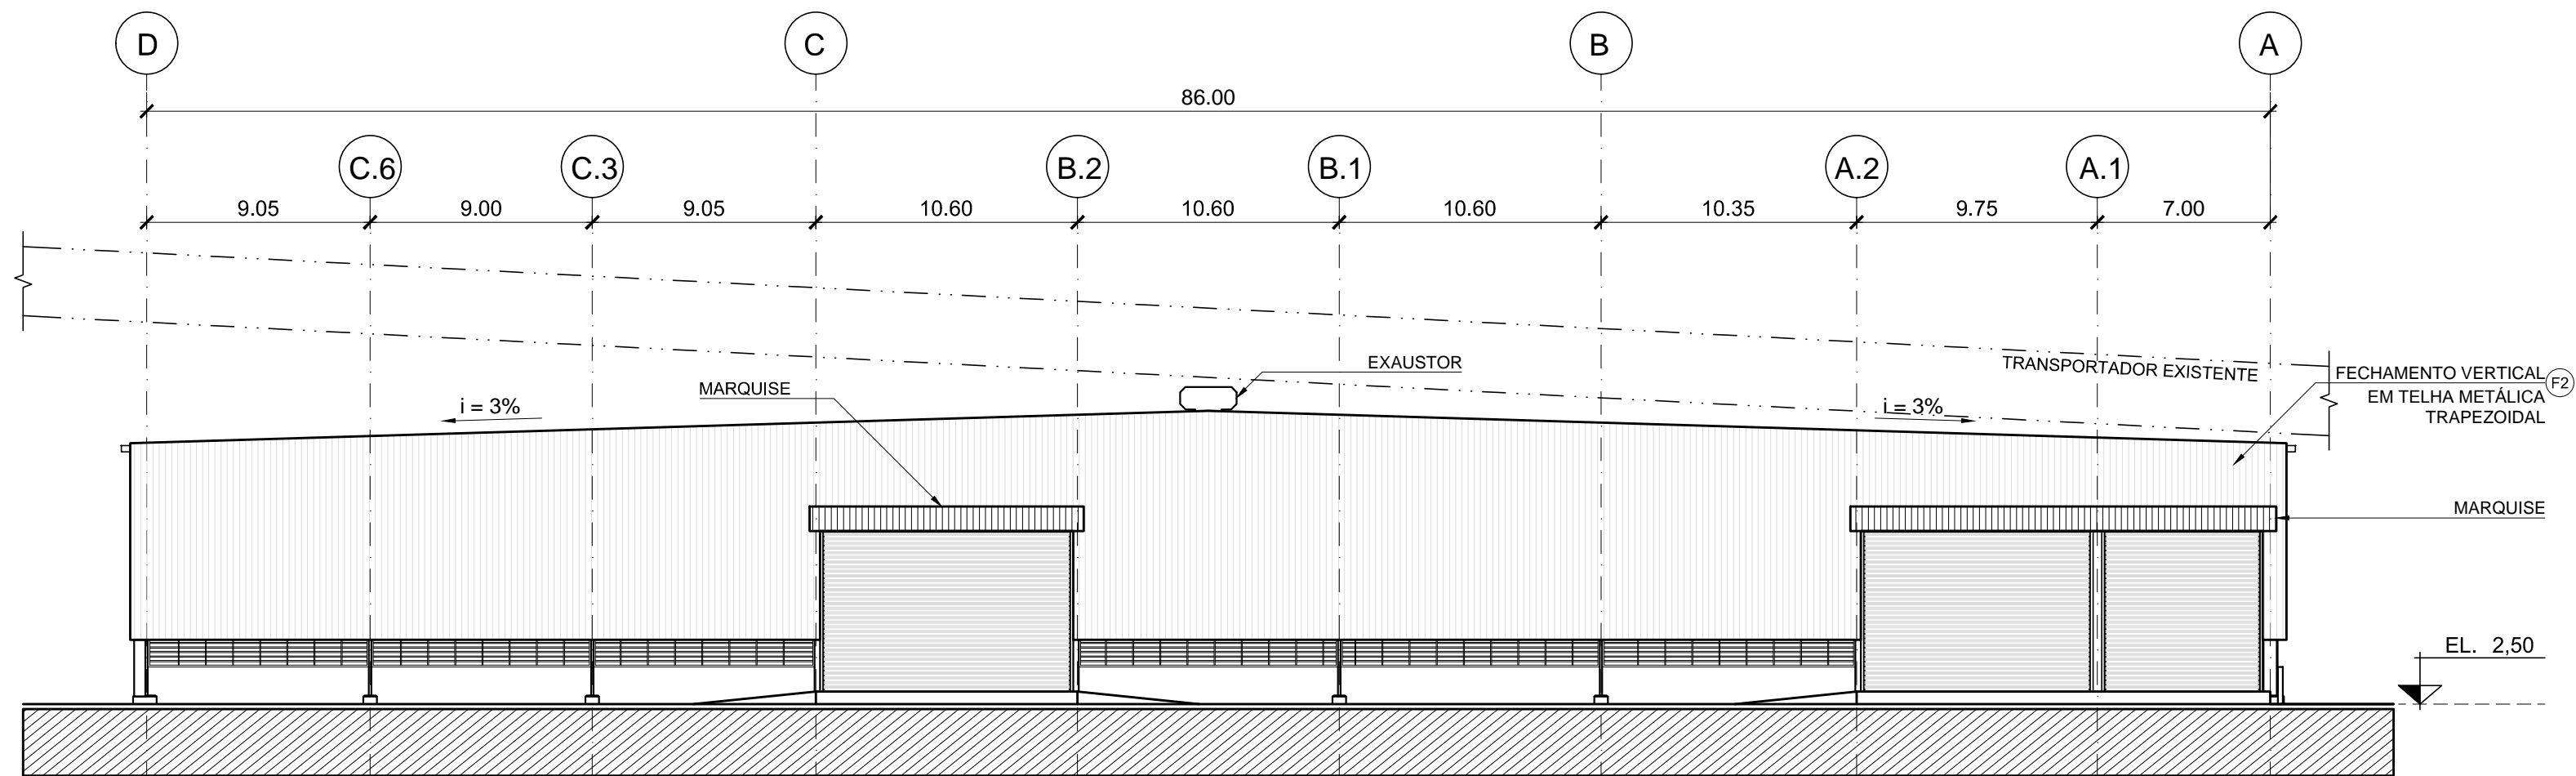 D
C
B
A
86.00
C.6
C.3
B.2
B.1
A.2
A.1
9.05
9.00
9.05
10.60
10.60
10.60
10.35
9.75
7.00
EXAUSTOR
TRANSPORTADOR EXISTENTE
FECHAMENTO VERTICAL
F2
EM TELHA METÁLICA
TRAPEZOIDAL
MARQUISE
i = 3%
i = 3%
MARQUISE
EL. 2,50